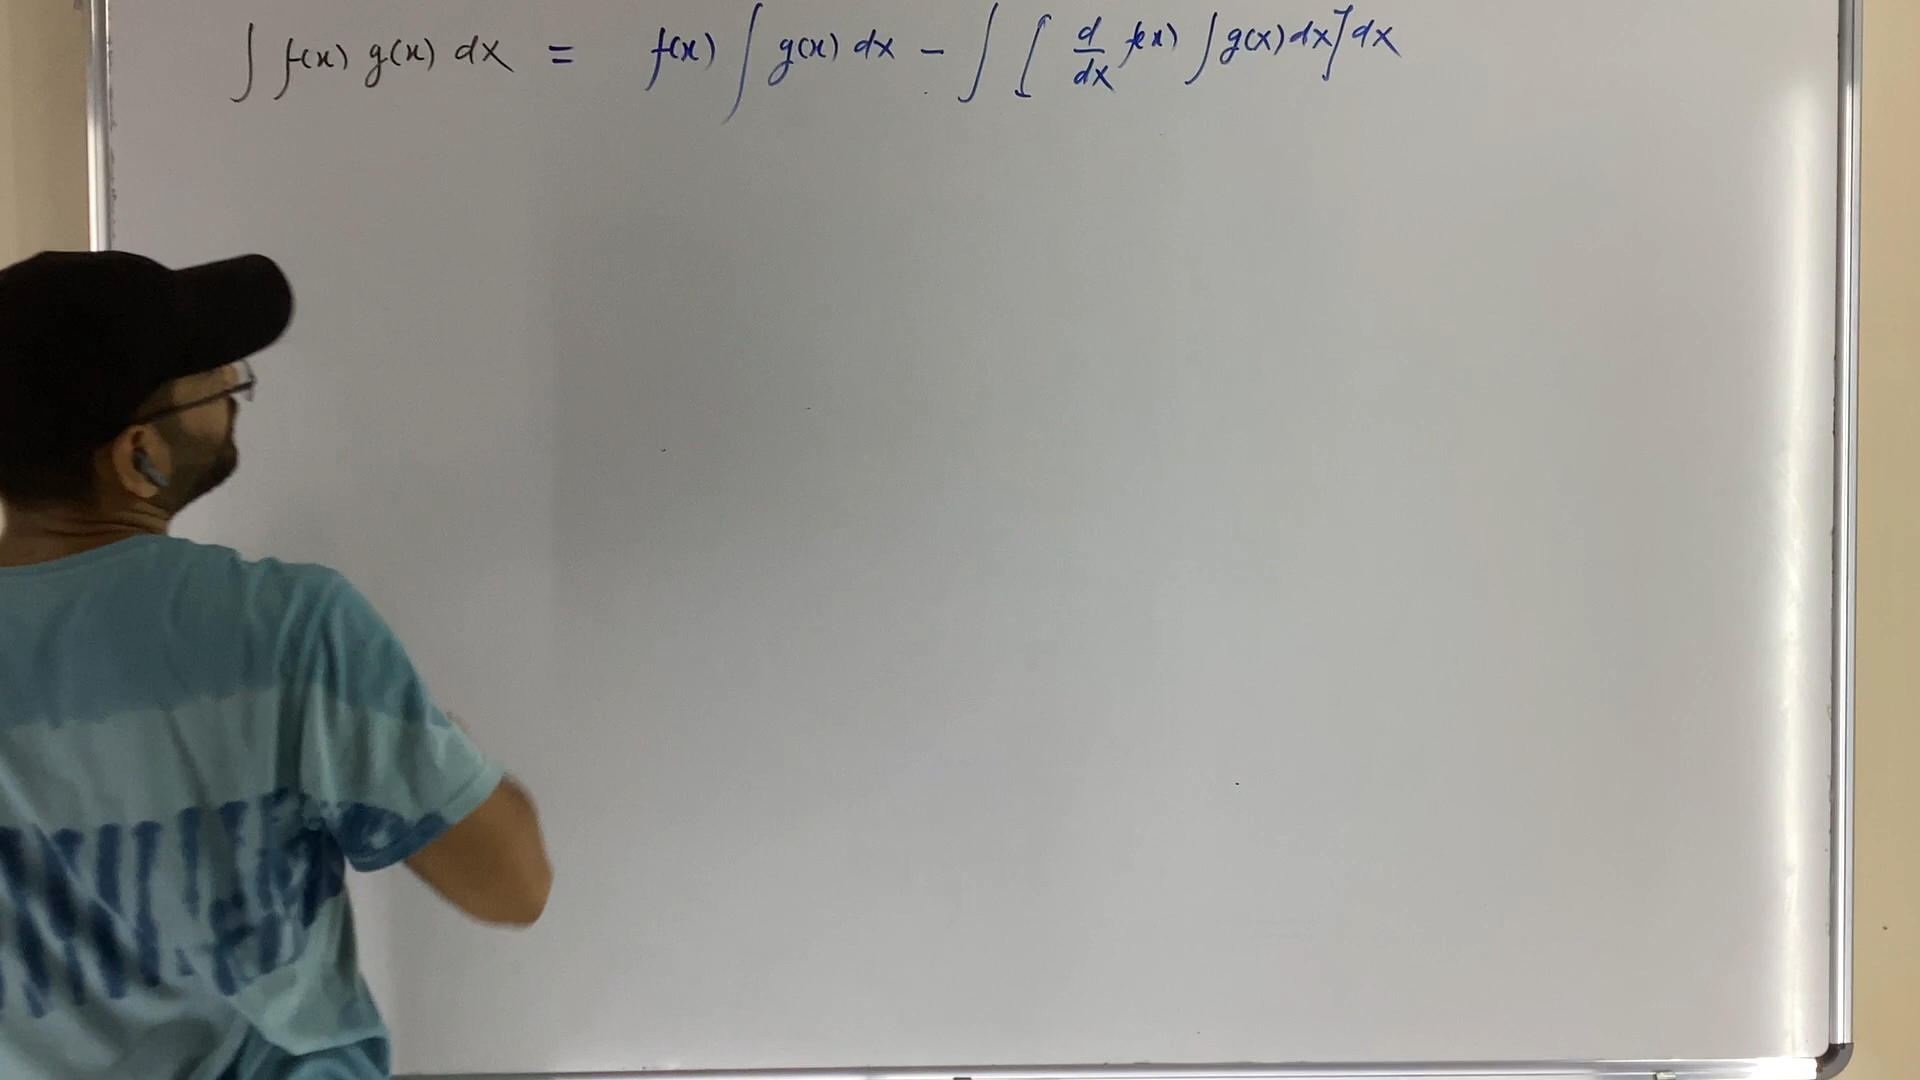 ∫ f(x) g(x) dx = f(x) ∫ g(x) dx - ∫ [ d/dx f(x) ∫ g(x) dx ] dx